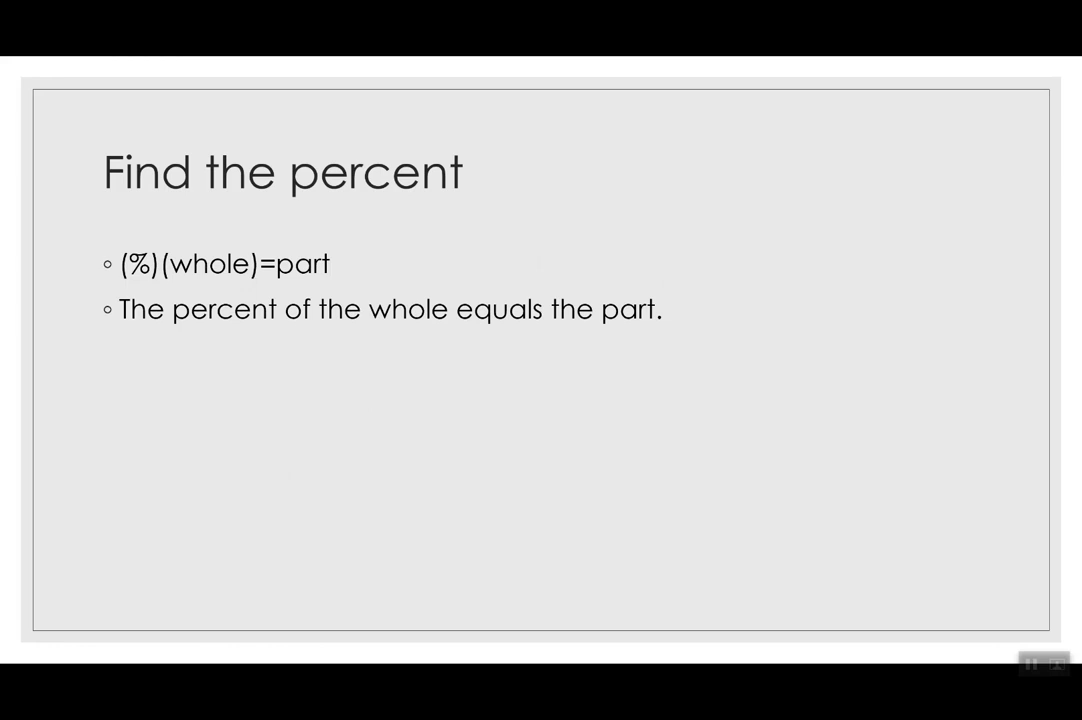 Find the percent
◦ (%)(whole)=part
◦ The percent of the whole equals the part.